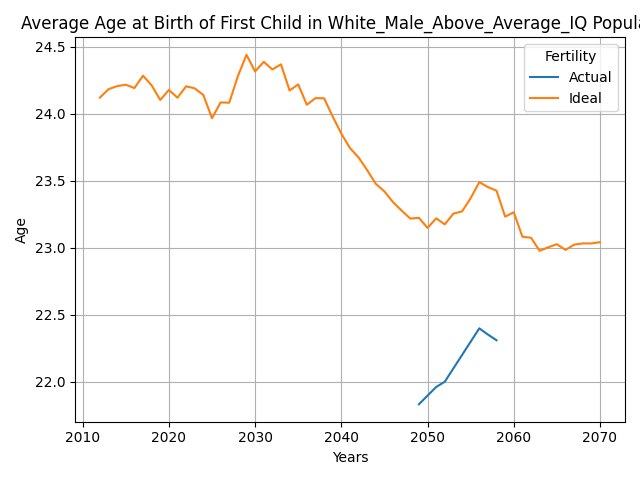 Average Age at Birth of First Child in White_Male_Above_Average_IQ Popula
Fertility
Actual
Ideal
24.5
24.0
23.5
23.0
22.5
22.0
Age
2010 2020 2030 2040 2050 2060 2070
Years